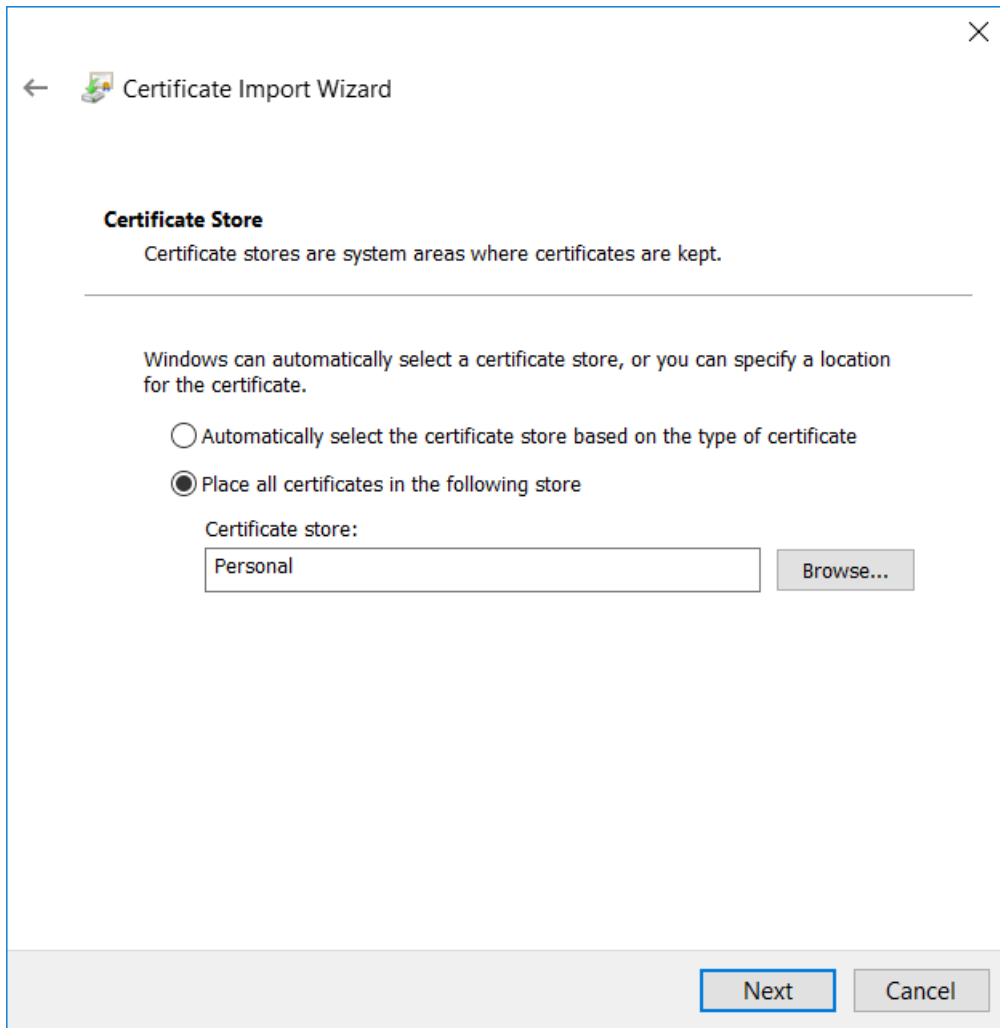 Certificate Import Wizard
Certificate Store
Certificate stores are system areas where certificates are kept.
Windows can automatically select a certificate store, or you can specify a location
for the certificate.
Automatically select the certificate store based on the type of certificate
Place all certificates in the following store
Certificate store:
Personal
Browse...
Next
Cancel